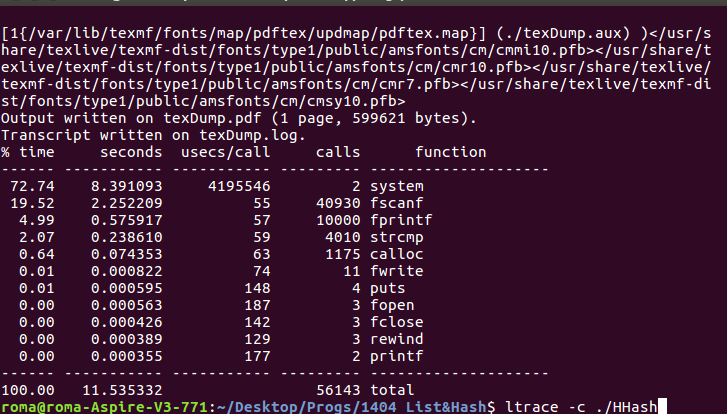 [1{/var/lib/texmf/fonts/map/pdftex/updmap/pdftex.map}] (./texDump.aux) )</usr/s
hare/texlive/texmf-dist/fonts/type1/public/amsfonts/cm/cmmi10.pfb></usr/share/t
exlive/texmf-dist/fonts/type1/public/amsfonts/cm/cmr10.pfb></usr/share/texlive/
texmf-dist/fonts/type1/public/amsfonts/cm/cmr7.pfb></usr/share/texlive/texmf-di
st/fonts/type1/public/amsfonts/cm/cmsy10.pfb>
Output written on texDump.pdf (1 page, 599621 bytes).
Transcript written on texDump.log.
% time     seconds  usecs/call     calls      function
------ ----------- ----------- --------- --------------------
 72.74    8.391093     4195546         2 system
 19.52    2.252209          55     40930 fscanf
  4.99    0.575917          57     10000 fprintf
  2.07    0.238610          59      4010 strcmp
  0.64    0.074353          63      1175 calloc
  0.01    0.000822          74        11 fwrite
  0.01    0.000595         148         4 puts
  0.00    0.000563         187         3 fopen
  0.00    0.000426         142         3 fclose
  0.00    0.000389         129         3 rewind
  0.00    0.000355         177         2 printf
------ ----------- ----------- --------- --------------------
100.00   11.535332                 56143 total
roma@roma-Aspire-V3-771:~/Desktop/Progs/1404 List&Hash$ ltrace -c ./HHash